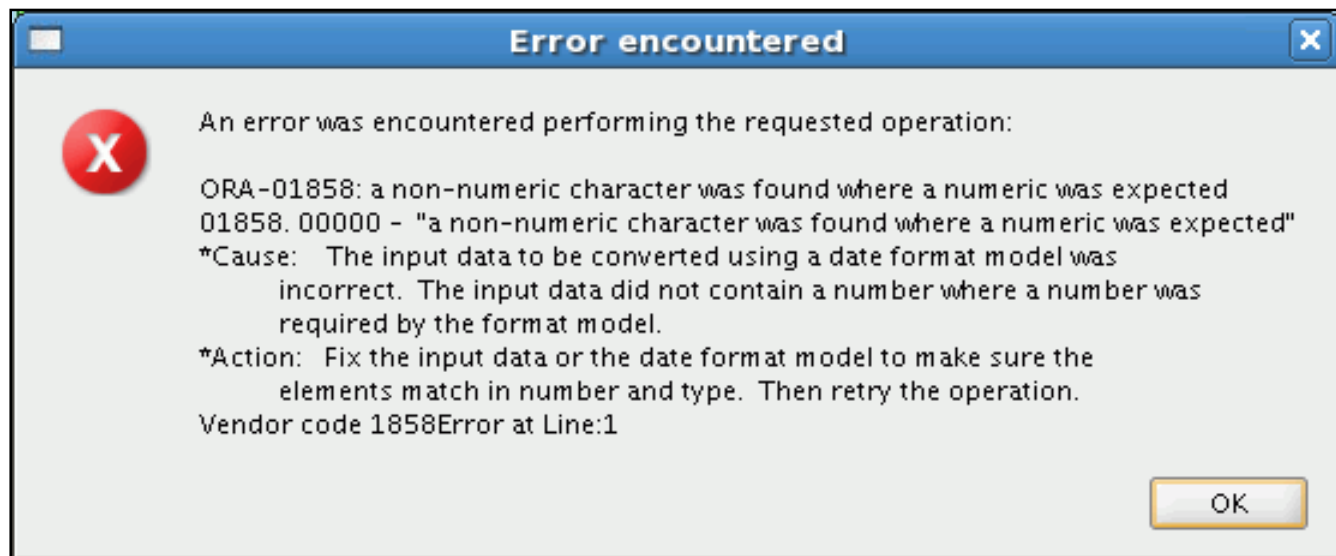 Error encountered
An error was encountered performing the requested operation:
ORA-01858: a non-numeric character was found where a numeric was expected
01858. 00000 - "a non-numeric character was found where a numeric was expected"
*Cause: The input data to be converted using a date format model was
incorrect. The input data did not contain a number where a number was
required by the format model.
*Action: Fix the input data or the date format model to make sure the
elements match in number and type. Then retry the operation.
Vendor code 1858Error at Line:1
OK